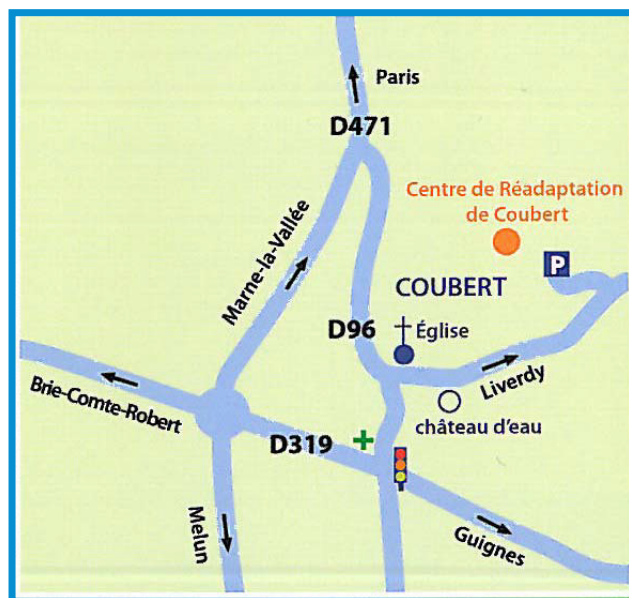 Paris
D471
Marne-la-Vallée
Centre de Réadaptation
de Coubert
P
COUBERT
D96
Église
Liverdy
Brie-Comte-Robert
château d'eau
D319
Melun
Guignes